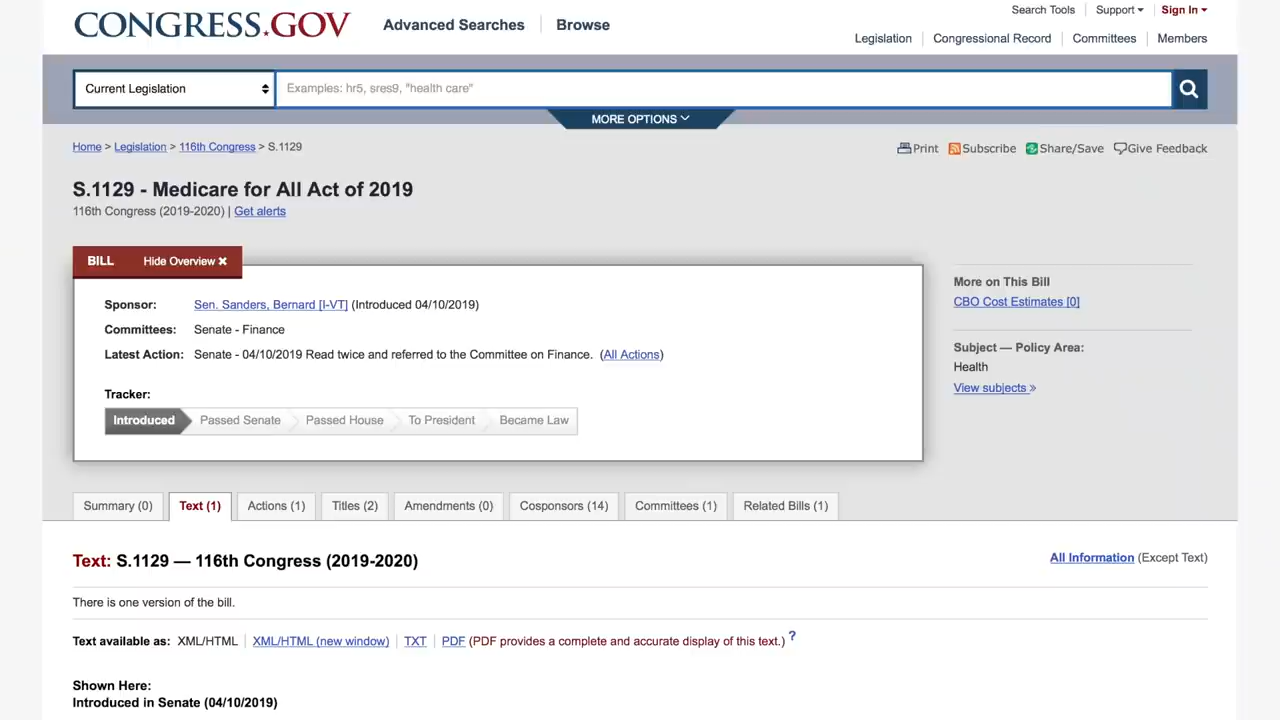 CONGRESS.GOV
Advanced Searches
Browse
Search Tools
Support
Sign In
Legislation
Congressional Record
Committees
Members
Current Legislation
Examples: hr5, sres9, "health care"
MORE OPTIONS
Home > Legislation > 116th Congress > S.1129
Print
Subscribe
Share/Save
Give Feedback
S.1129 - Medicare for All Act of 2019
116th Congress (2019-2020) | Get alerts
BILL
Hide Overview ✖
Sponsor: Sen. Sanders, Bernard [I-VT] (Introduced 04/10/2019)
Committees: Senate - Finance
Latest Action: Senate - 04/10/2019 Read twice and referred to the Committee on Finance. (All Actions)
Tracker:
Introduced
Passed Senate
Passed House
To President
Became Law
More on This Bill
CBO Cost Estimates [0]
Subject — Policy Area:
Health
View subjects »
Summary (0)
Text (1)
Actions (1)
Titles (2)
Amendments (0)
Cosponsors (14)
Committees (1)
Related Bills (1)
Text: S.1129 — 116th Congress (2019-2020)
All Information (Except Text)
There is one version of the bill.
Text available as: XML/HTML | XML/HTML (new window) | TXT | PDF (PDF provides a complete and accurate display of this text.) ?
Shown Here:
Introduced in Senate (04/10/2019)